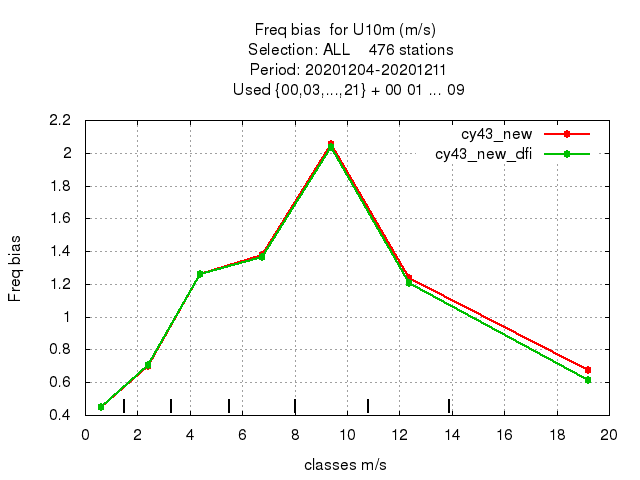 Freq bias for U10m (m/s)
Selection: ALL 476 stations
Period: 20201204-20201211
Used {00,03,...,21} + 00 01 ... 09
cy43_new
cy43_new_dfi
Freq bias
2.2
2
1.8
1.6
1.4
1.2
1
0.8
0.6
0.4
0 2 4 6 8 10 12 14 16 18 20
classes m/s